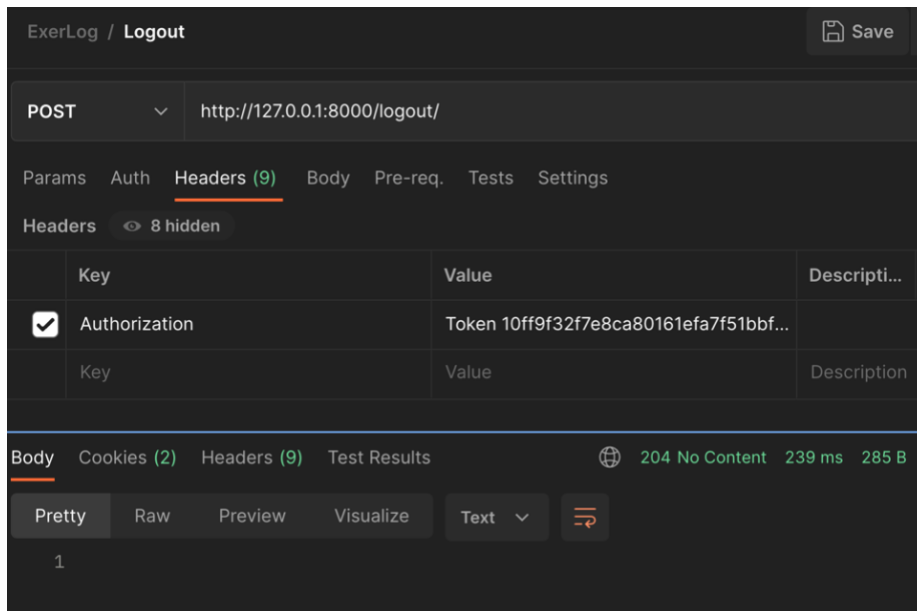 ExerLog / Logout
Save
POST
http://127.0.0.1:8000/logout/
Params Auth Headers (9) Body Pre-req. Tests Settings
Headers 8 hidden
Key Value Descripti...
Authorization Token 10ff9f32f7e8ca80161efa7f51bbf...
Key Value Description
Body Cookies (2) Headers (9) Test Results 204 No Content 239 ms 285 B
Pretty Raw Preview Visualize Text
1